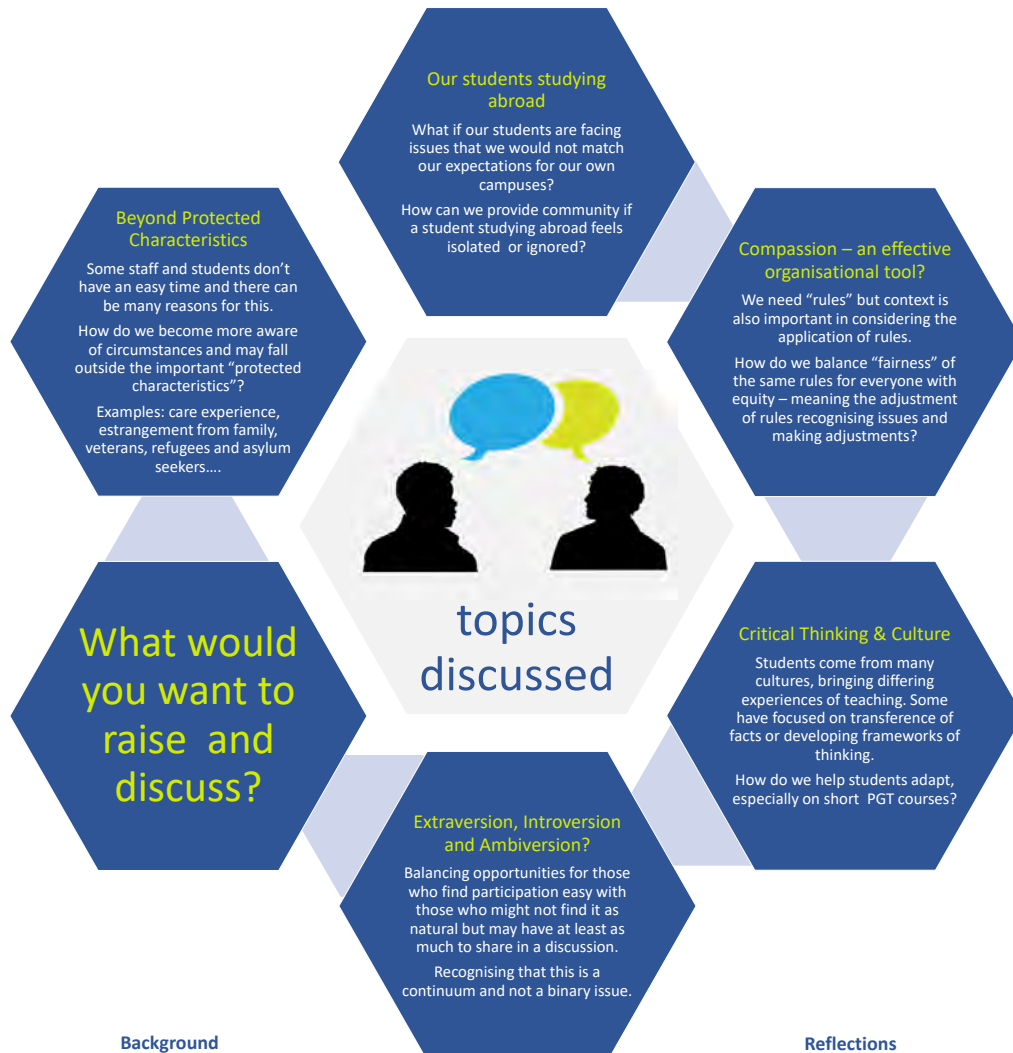 Our students studying
abroad
What if our students are facing
issues that we would not match
our expectations for our own
campuses?
How can we provide community if
a student studying abroad feels
isolated or ignored?
Beyond Protected
Characteristics
Some staff and students don't
have an easy time and there can
be many reasons for this.
How do we become more aware
of circumstances and may fall
outside the important "protected
characteristics"?
Examples: care experience,
estrangement from family,
veterans, refugees and asylum
seekers….
Compassion – an effective
organisational tool?
We need "rules" but context is
also important in considering the
application of rules.
How do we balance "fairness" of
the same rules for everyone with
equity – meaning the adjustment
of rules recognising issues and
making adjustments?
topics
discussed
What would
you want to
raise and
discuss?
Critical Thinking & Culture
Students come from many
cultures, bringing differing
experiences of teaching. Some
have focused on transference of
facts or developing frameworks of
thinking.
How do we help students adapt,
especially on short PGT courses?
Extraversion, Introversion
and Ambiversion?
Balancing opportunities for those
who find participation easy with
those who might not find it as
natural but may have at least as
much to share in a discussion.
Recognising that this is a
continuum and not a binary issue.
Background
Reflections